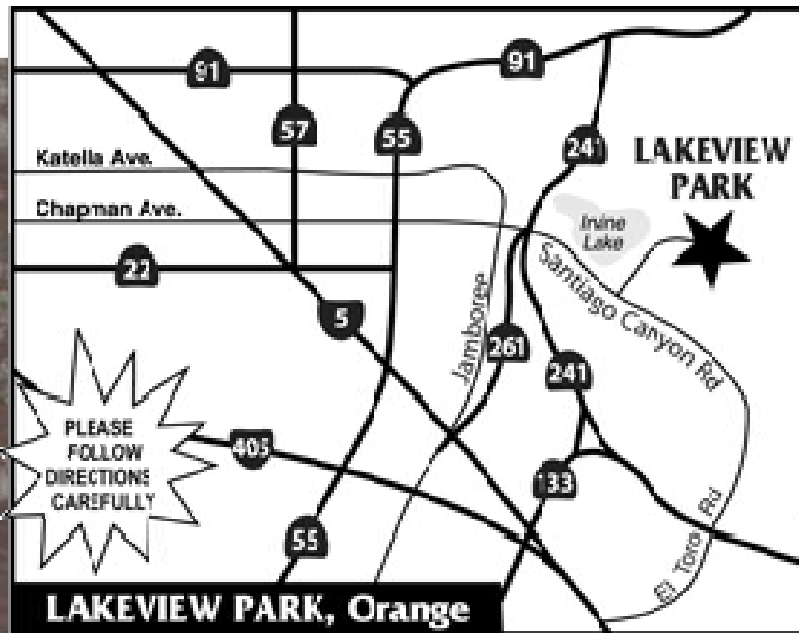 91
91
57
55
241
LAKEVIEW
PARK
Katella Ave.
Chapman Ave.
Irvine
Lake
22
Santiago Canyon Rd
5
Jamboree
261
241
PLEASE
FOLLOW
DIRECTIONS
CAREFULLY
405
133
55
El Toro Rd
LAKEVIEW PARK, Orange